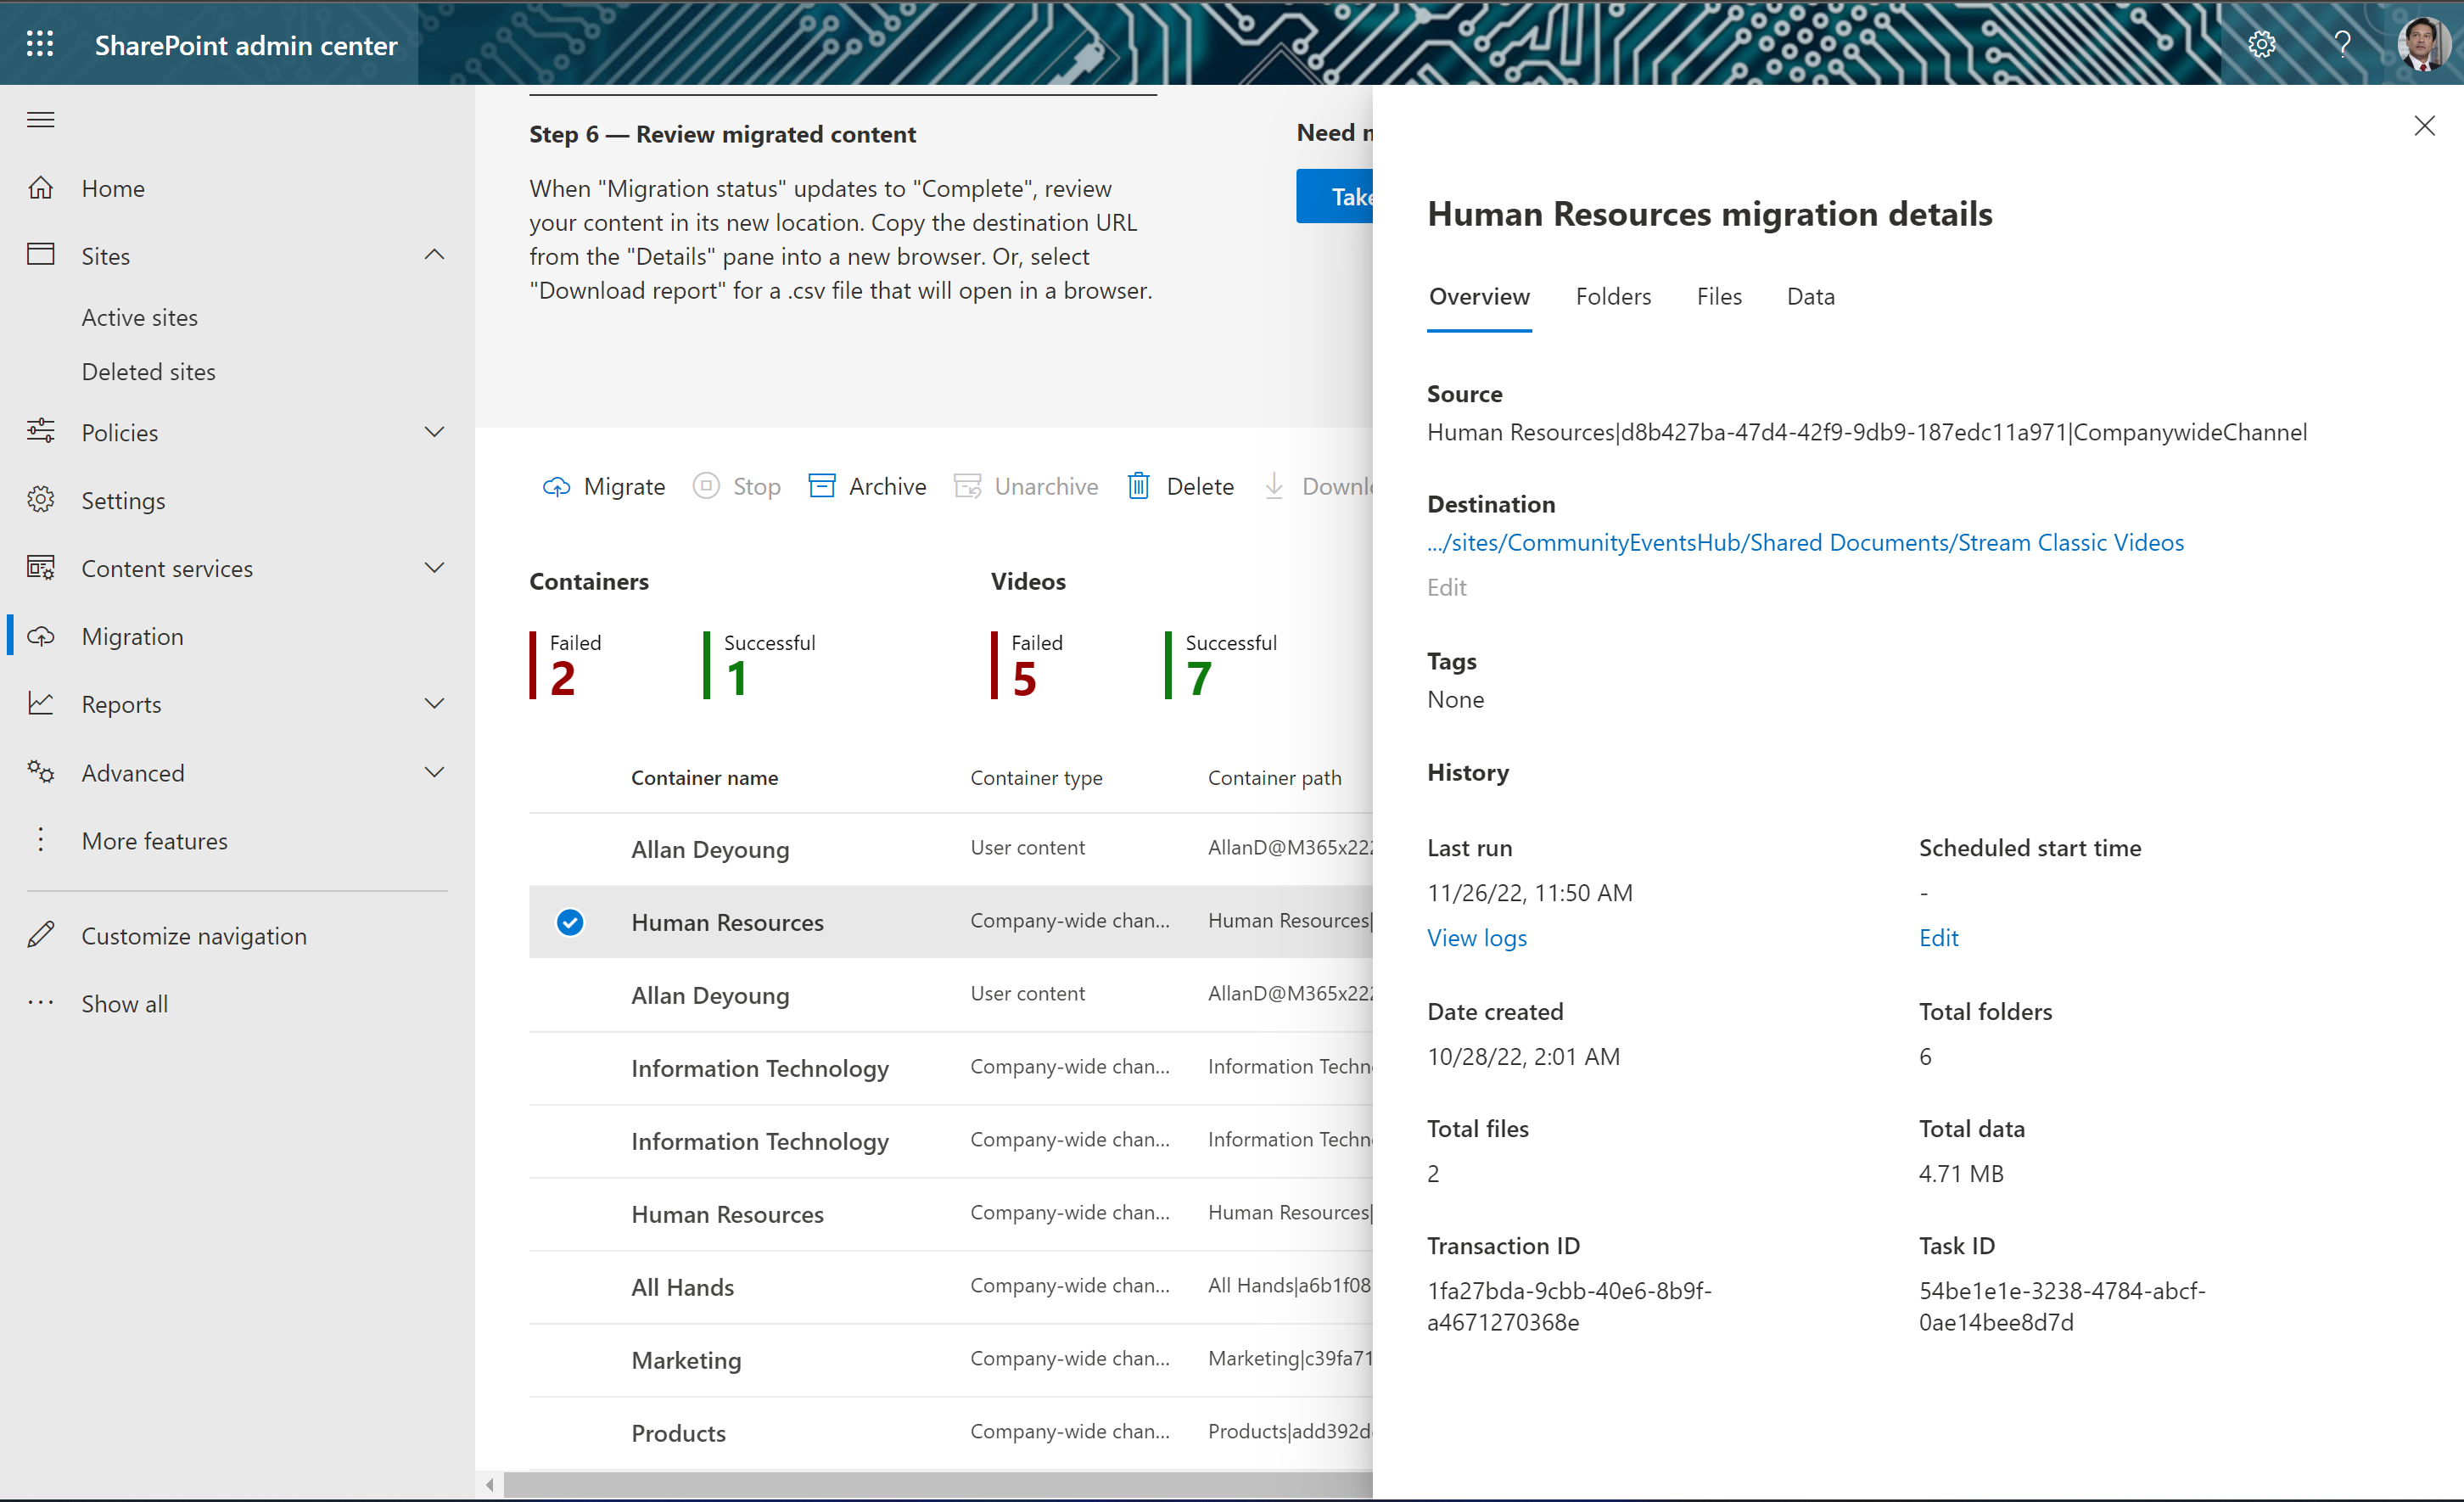 SharePoint admin center
Home
Sites
Active sites
Deleted sites
Policies
Settings
Content services
Migration
Reports
Advanced
More features
Customize navigation
Show all
Step 6 — Review migrated content
When "Migration status" updates to "Complete", review
your content in its new location. Copy the destination URL
from the "Details" pane into a new browser. Or, select
"Download report" for a .csv file that will open in a browser.
Need
Take
Migrate Stop Archive Unarchive Delete
Containers Videos
Failed Successful Failed Successful
2 1 5 7
Container name Container type Container path
Allan Deyoung User content AllanD@M365x222
Human Resources Company-wide chan... Human Resources|
Allan Deyoung User content AllanD@M365x222
Information Technology Company-wide chan... Information Techn
Information Technology Company-wide chan... Information Techn
Human Resources Company-wide chan... Human Resources|
All Hands Company-wide chan... All Hands|a6b1f08
Marketing Company-wide chan... Marketing|c39fa71
Products Company-wide chan... Products|add392d
Human Resources migration details
Overview Folders Files Data
Source
Human Resources|d8b427ba-47d4-42f9-9db9-187edc11a971|CompanywideChannel
Destination
.../sites/CommunityEventsHub/Shared Documents/Stream Classic Videos
Edit
Tags
None
History
Last run Scheduled start time
11/26/22, 11:50 AM -
View logs Edit
Date created Total folders
10/28/22, 2:01 AM 6
Total files Total data
2 4.71 MB
Transaction ID Task ID
1fa27bda-9cbb-40e6-8b9f- 54be1e1e-3238-4784-abcf-
a4671270368e 0ae14bee8d7d